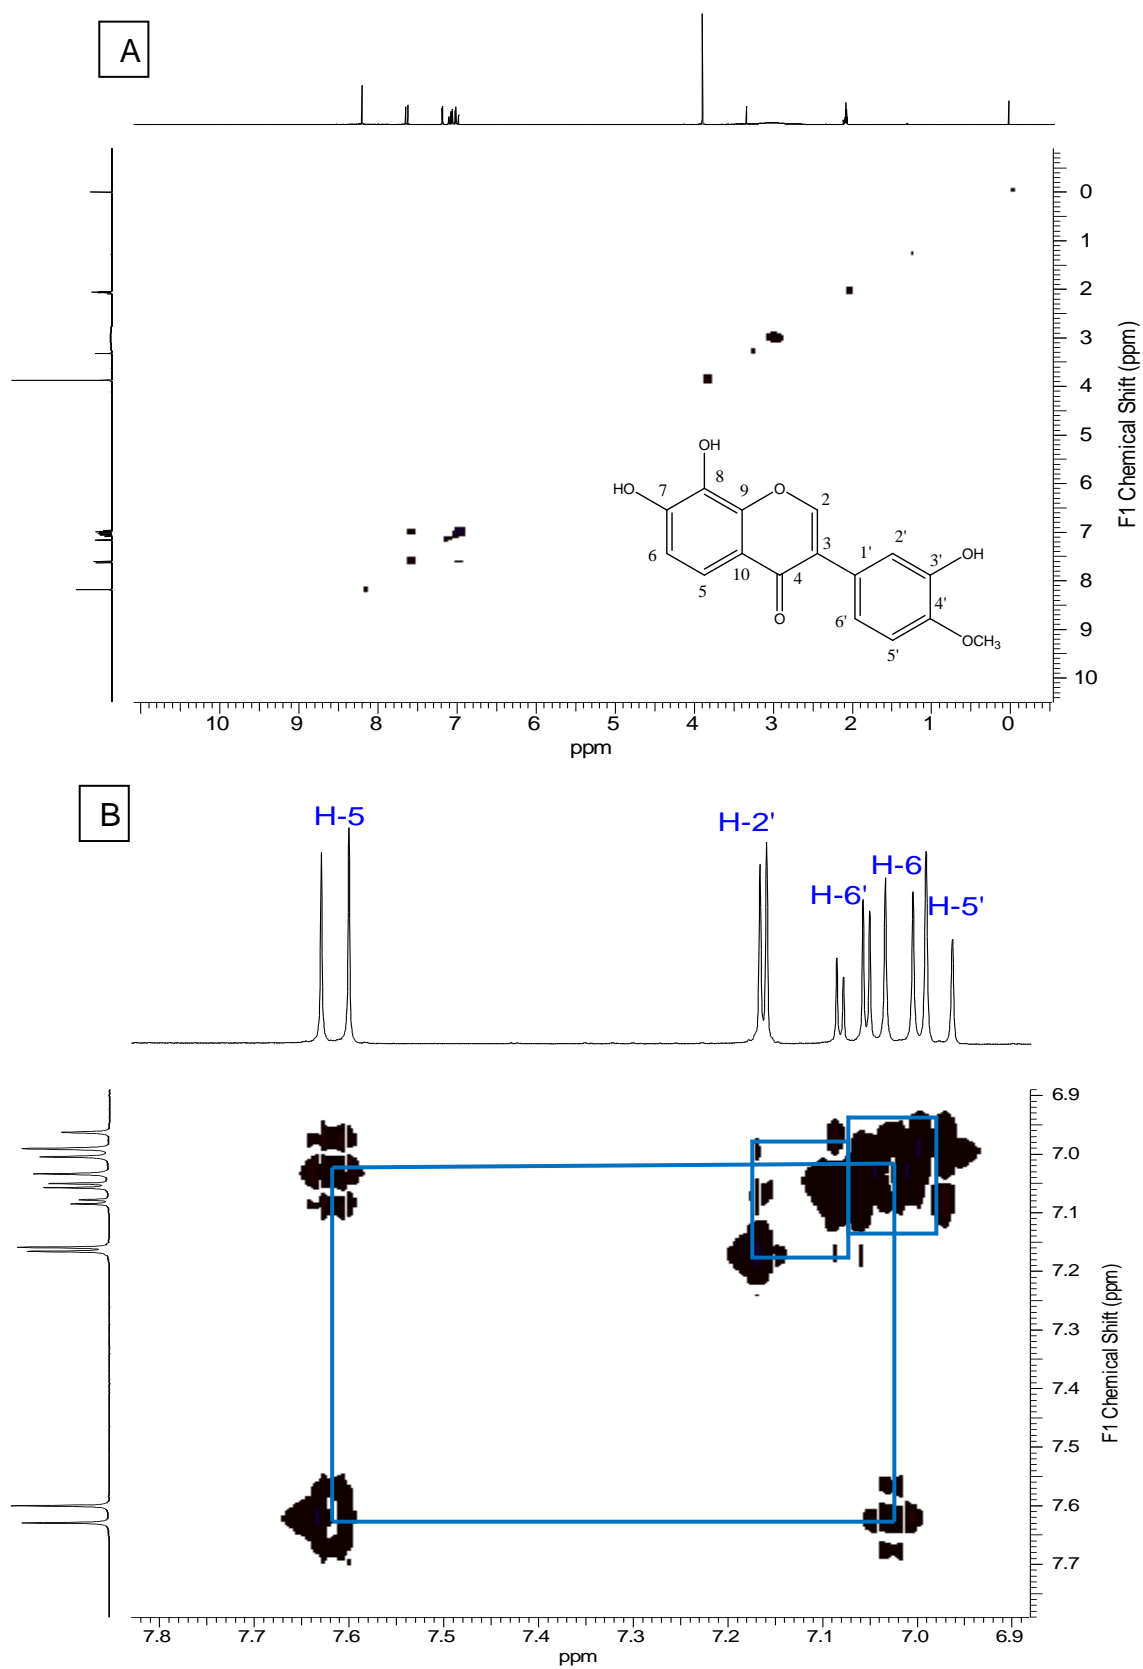 A
0
1
2
3
4
5
6
7
8
9
10
F1 Chemical Shift (ppm)
OH
HO
7
8
9
O
2
6
5
10
4
3
O
1'
2'
3'
OH
4'
OCH3
5'
6'
10 9 8 7 6 5 4 3 2 1 0
ppm
B
H-5
H-2'
H-6'
H-6
H-5'
6.9
7.0
7.1
7.2
7.3
7.4
7.5
7.6
7.7
F1 Chemical Shift (ppm)
7.8 7.7 7.6 7.5 7.4 7.3 7.2 7.1 7.0 6.9
ppm